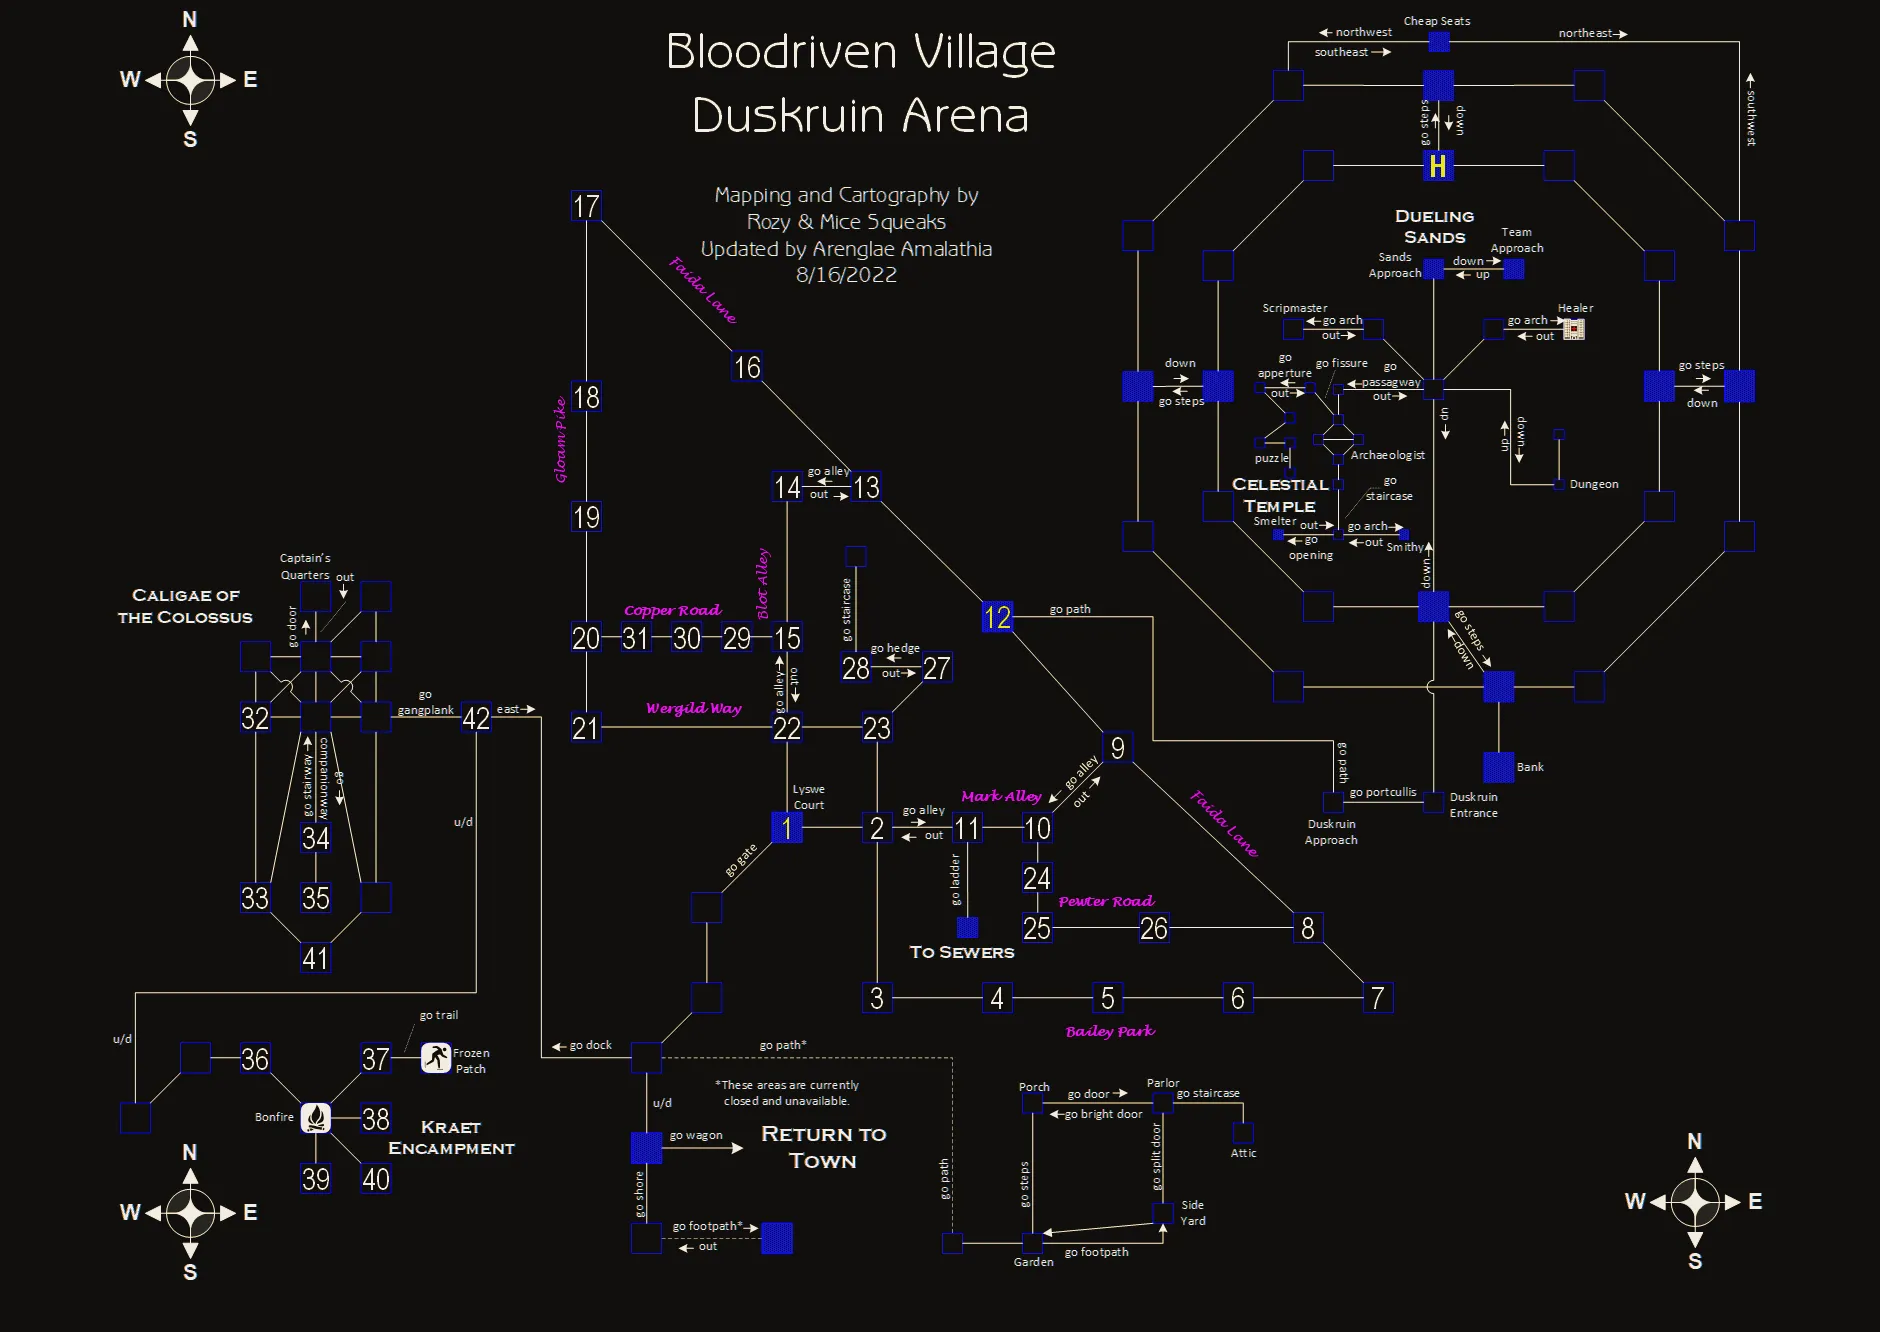 Bloodriven Village
Duskruin Arena
Mapping and Cartography by
Rozy & Mice Squeaks
Updated by Arenglae Amalathia
8/16/2022
N
W
E
S
Cheap Seats
northwest
southeast
northeast
southwest
go steps
down
H
DUELING
SANDS
Team
Approach
Sands
Approach
down
up
Scripmaster
go arch
out
Healer
go arch
out
go
apperture
out
go fissure
go
passagway
out
up
down
up
down
go steps
go steps
down
puzzle
Archaeologist
CELESTIAL
TEMPLE
go
staircase
Dungeon
Smelter
out
go
opening
go arch
out
Smithy
down
go steps
down
Bank
go path
go path
go portcullis
Duskruin
Entrance
Duskruin
Approach
17
Faida Lane
16
18
Gloam Pike
19
14
go alley
out
13
Blot Alley
12
Copper Road
20
31
30
29
15
go staircase
28
go hedge
out
27
go alley
out
Wergild Way
21
22
23
9
go alley
out
Faida Lane
Lyswe
Court
1
2
go alley
out
11
Mark Alley
10
go gate
go ladder
24
Pewter Road
25
26
8
TO SEWERS
3
4
5
6
7
Bailey Park
CALIGAE OF
THE COLOSSUS
Captain's
Quarters
out
go door
32
go
gangplank
42
east
go stairway
companionway
go
34
33
35
41
u/d
u/d
go trail
36
37
Frozen
Patch
Bonfire
38
KRAET
ENCAMPMENT
39
40
N
W
E
S
go dock
go path*
*These areas are currently
closed and unavailable.
u/d
go wagon
RETURN TO
TOWN
go shore
go footpath*
out
go path
Porch
go door
go bright door
Parlor
go staircase
Attic
go steps
go split door
Side
Yard
Garden
go footpath
N
W
E
S